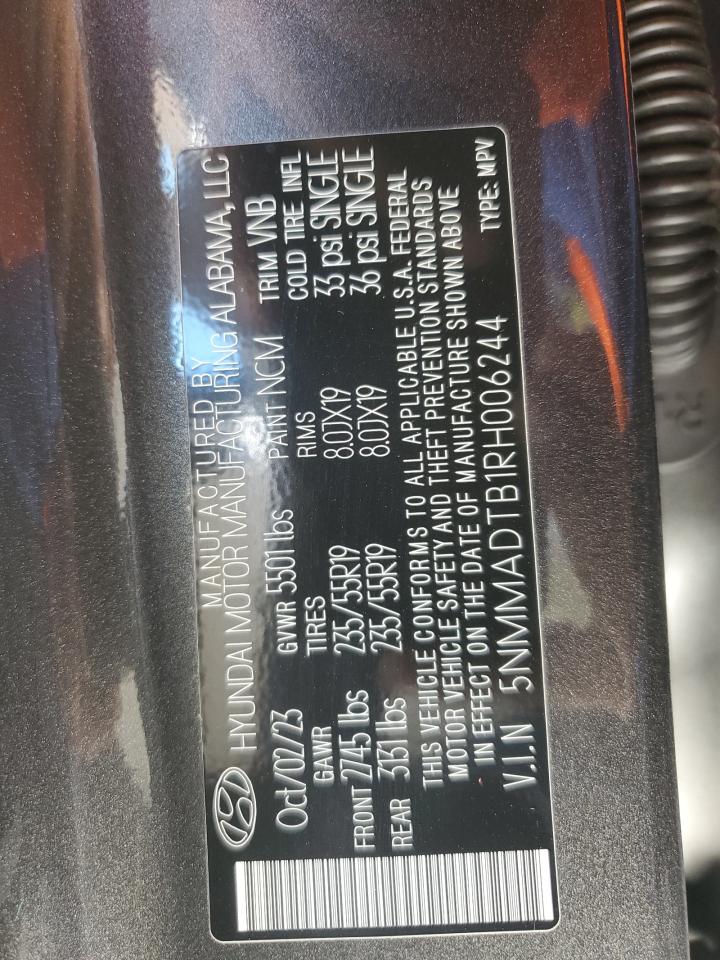 MANUFACTURED BY
HYUNDAI MOTOR MANUFACTURING ALABAMA, LLC
Oct/02/23 GVWR 5501 lbs PAINT NCM TRIM VNB
GAWR TIRES RIMS COLD TIRE INFL
FRONT 2745 lbs 235/55R19 8.0JX19 33 psi SINGLE
REAR 3131 lbs 235/55R19 8.0JX19 36 psi SINGLE
THIS VEHICLE CONFORMS TO ALL APPLICABLE U.S.A. FEDERAL
MOTOR VEHICLE SAFETY AND THEFT PREVENTION STANDARDS
IN EFFECT ON THE DATE OF MANUFACTURE SHOWN ABOVE
V.I.N 5NMMADTB1RH006244 TYPE: MPV